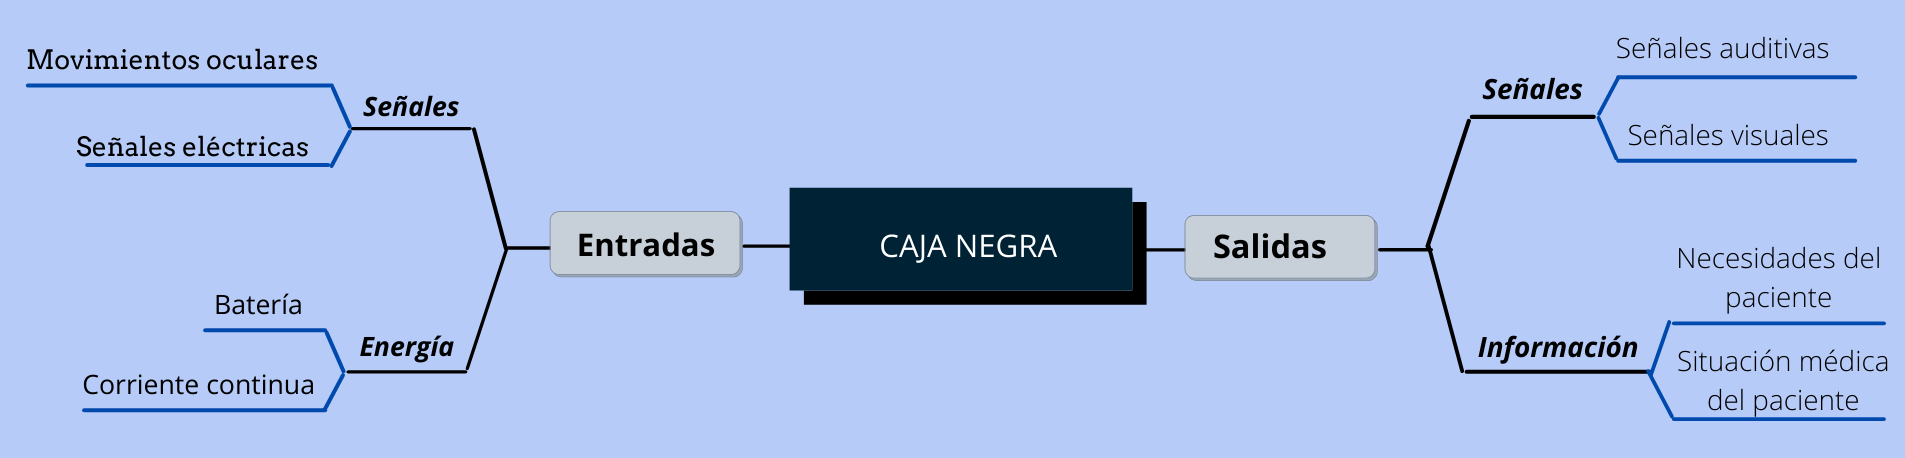 Movimientos oculares
Señales
Señales eléctricas
Entradas
Batería
Energía
Corriente continua
CAJA NEGRA
Salidas
Señales auditivas
Señales
Señales visuales
Necesidades del
paciente
Información
Situación médica
del paciente